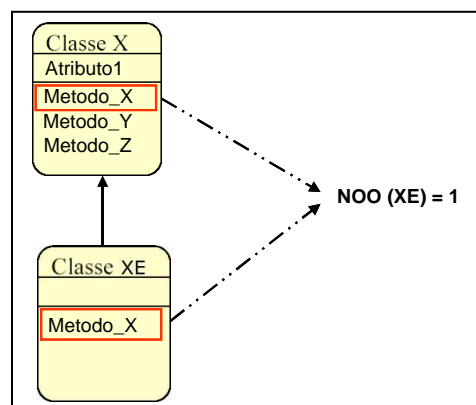 Classe X
Atributo1
Metodo_X
Metodo_Y
Metodo_Z
NOO (XE) = 1
Classe XE
Metodo_X